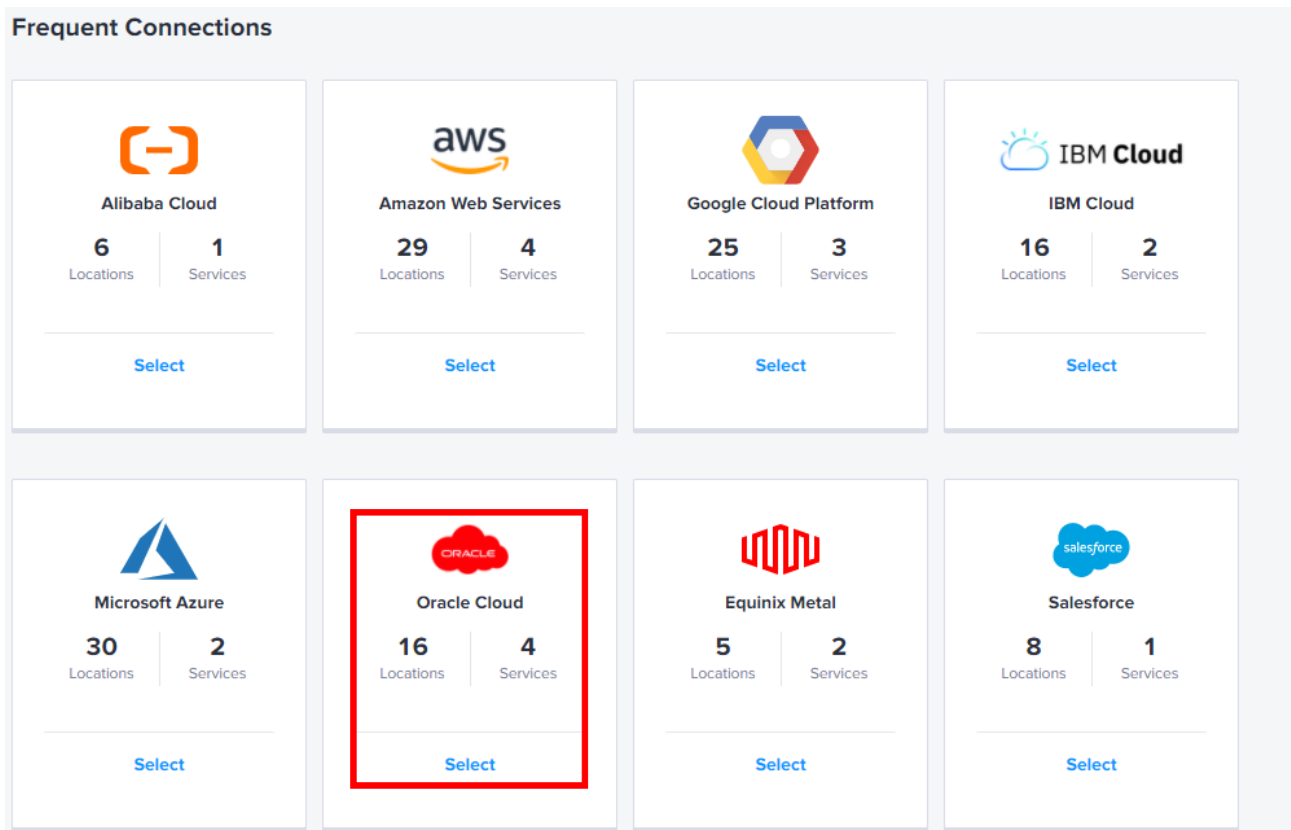 Frequent Connections
aws
IBM Cloud
Alibaba Cloud
Amazon Web Services
Google Cloud Platform
IBM Cloud
6 1
29 4
25 3
16 2
Locations Services
Locations Services
Locations Services
Locations Services
Select
Select
Select
Select
ORACLE
salesforce
Microsoft Azure
Oracle Cloud
Equinix Metal
Salesforce
30 2
16 4
5 2
8 1
Locations Services
Locations Services
Locations Services
Locations Services
Select
Select
Select
Select